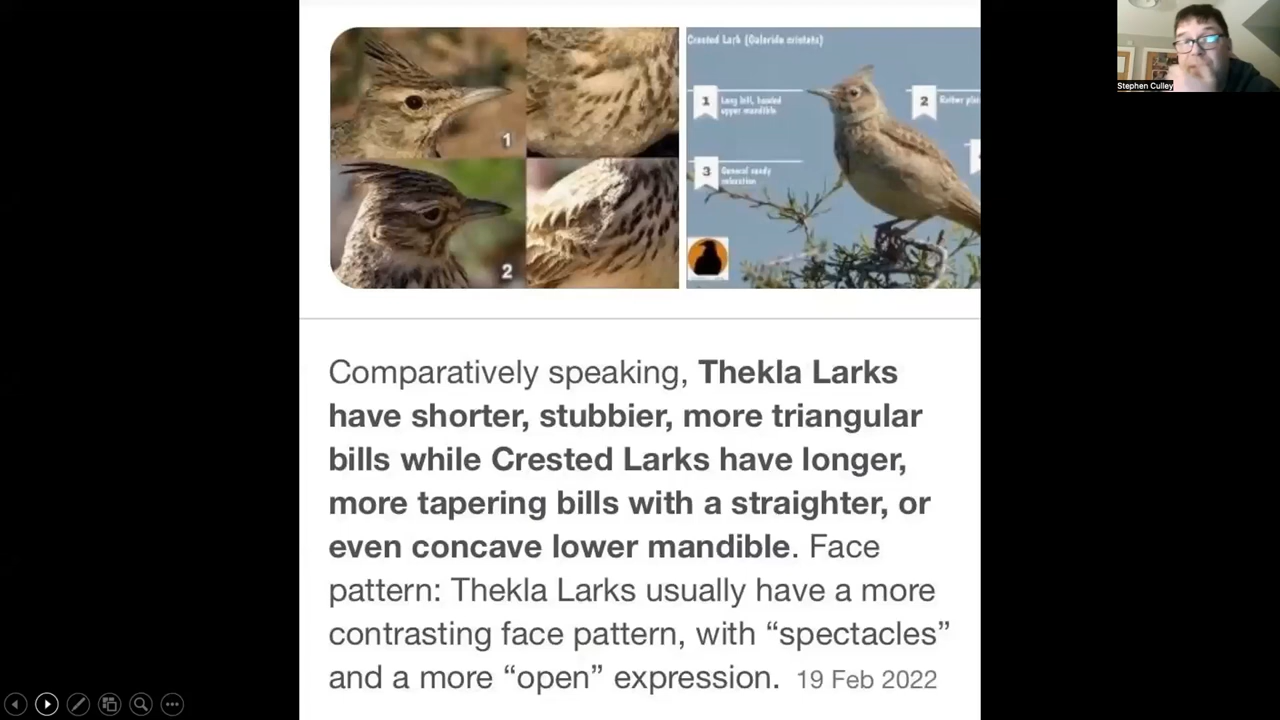 Crested Lark (Galerida cristata)
1
Long bill, hooked
upper mandible
2
3
General sandy
coloration
1
2
Stephen Culley
Comparatively speaking, Thekla Larks
have shorter, stubbier, more triangular
bills while Crested Larks have longer,
more tapering bills with a straighter, or
even concave lower mandible. Face
pattern: Thekla Larks usually have a more
contrasting face pattern, with “spectacles”
and a more “open” expression. 19 Feb 2022